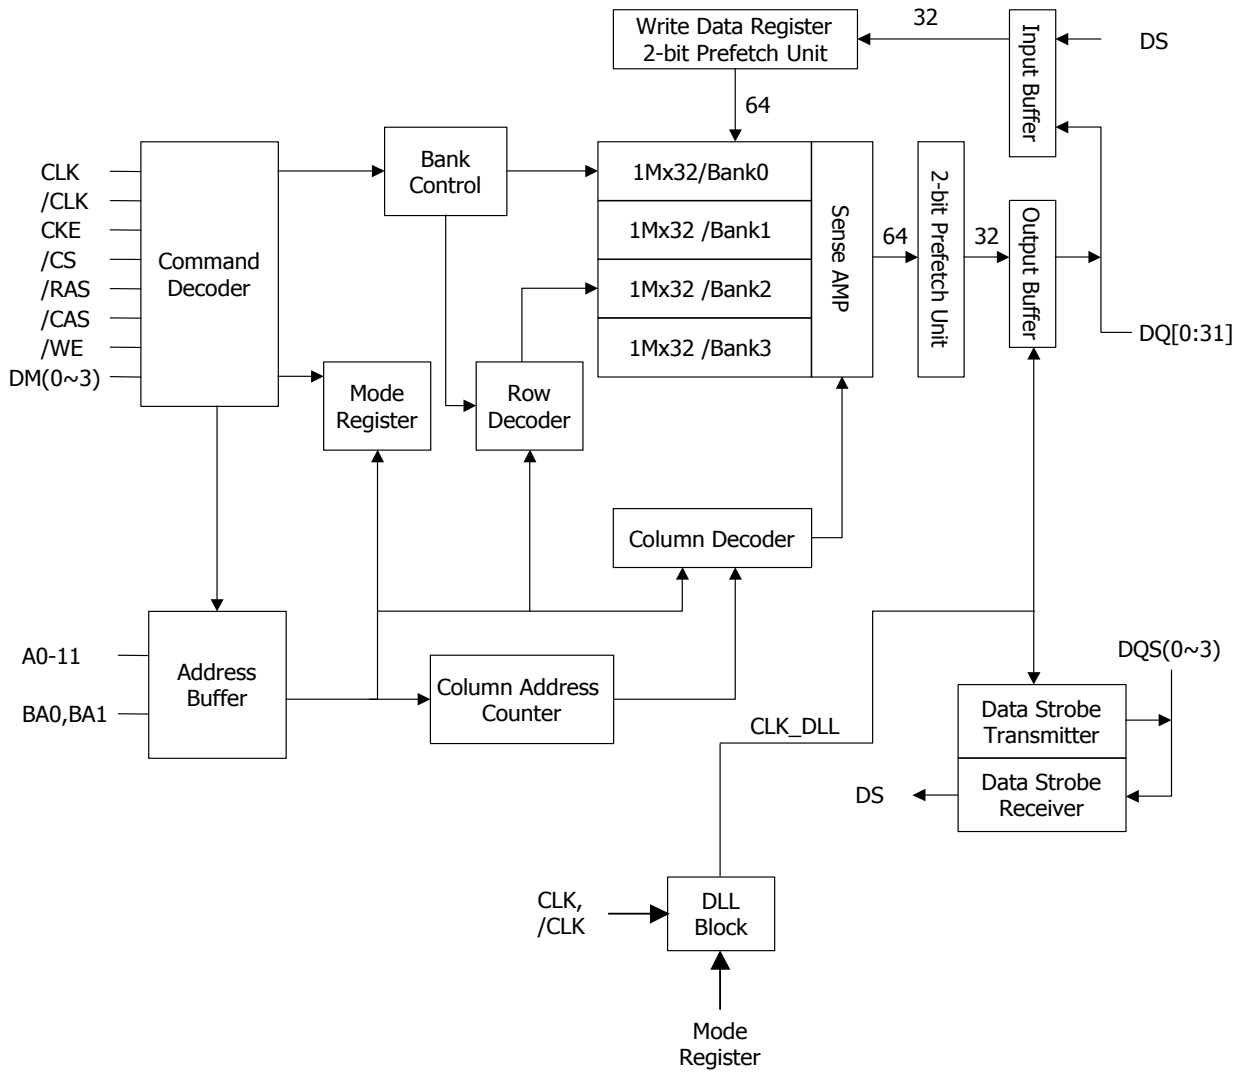 Write Data Register
2-bit Prefetch Unit
32
Input Buffer
DS
64
CLK
/CLK
CKE
/CS
/RAS
/CAS
/WE
DM(0~3)
Command
Decoder
Bank
Control
1Mx32/Bank0
1Mx32 /Bank1
1Mx32 /Bank2
1Mx32 /Bank3
Sense AMP
64
2-bit Prefetch Unit
32
Output Buffer
DQ[0:31]
Mode
Register
Row
Decoder
Column Decoder
A0-11
BA0,BA1
Address
Buffer
Column Address
Counter
CLK_DLL
DQS(0~3)
Data Strobe
Transmitter
Data Strobe
Receiver
DS
CLK,
/CLK
DLL
Block
Mode
Register